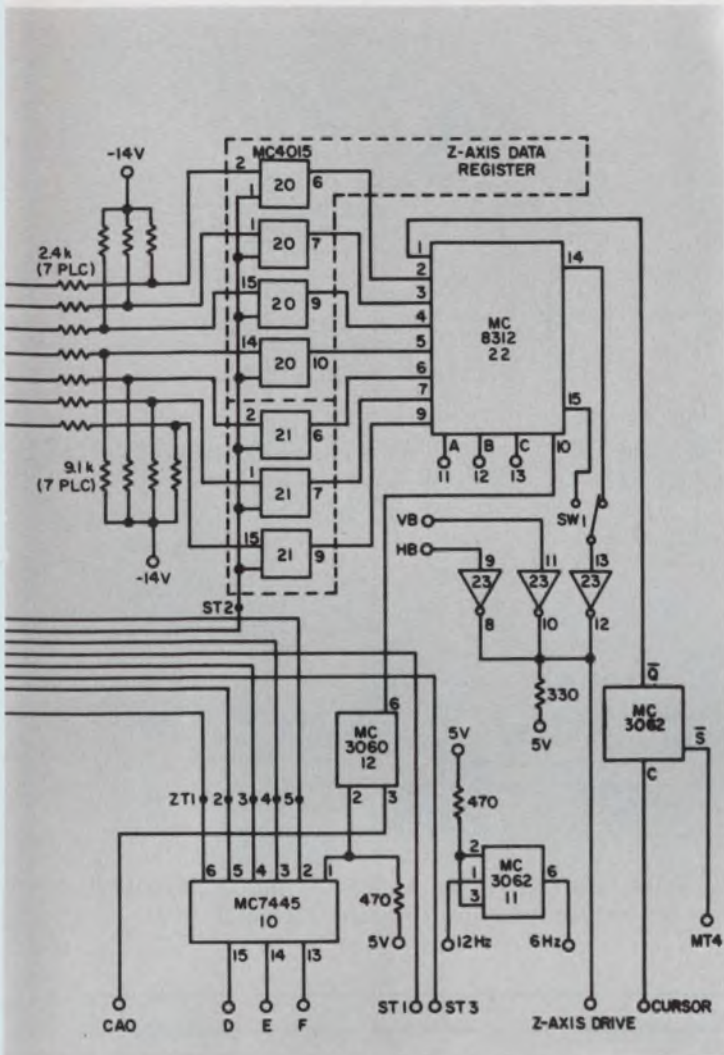 -14V
MC4015
Z-AXIS DATA
REGISTER
2 20 6
1
1 20 7
2.4k
(7 PLC)
15 20 9
14 20 10
2 21 6
1 21 7
15 21 9
9.1k
(7 PLC)
-14V
ST2
1
2
3
4
5
6
7
9
MC
8312
22
14
15
10
A B C
11 12 13
SW1
VB
HB
9 11 13
23 23 23
8 10 12
330
5V
Q̅
MC
3062
S̅
C
6
MC
3060
12
2 3
5V
470
2
1
3
MC
3062
11
6
12Hz 6Hz
ZT1 2 3 4 5
6 5 4 3 2 1
MC7445
10
470
5V
15 14 13
MT4
CAO D E F ST1 ST3 Z-AXIS DRIVE CURSOR